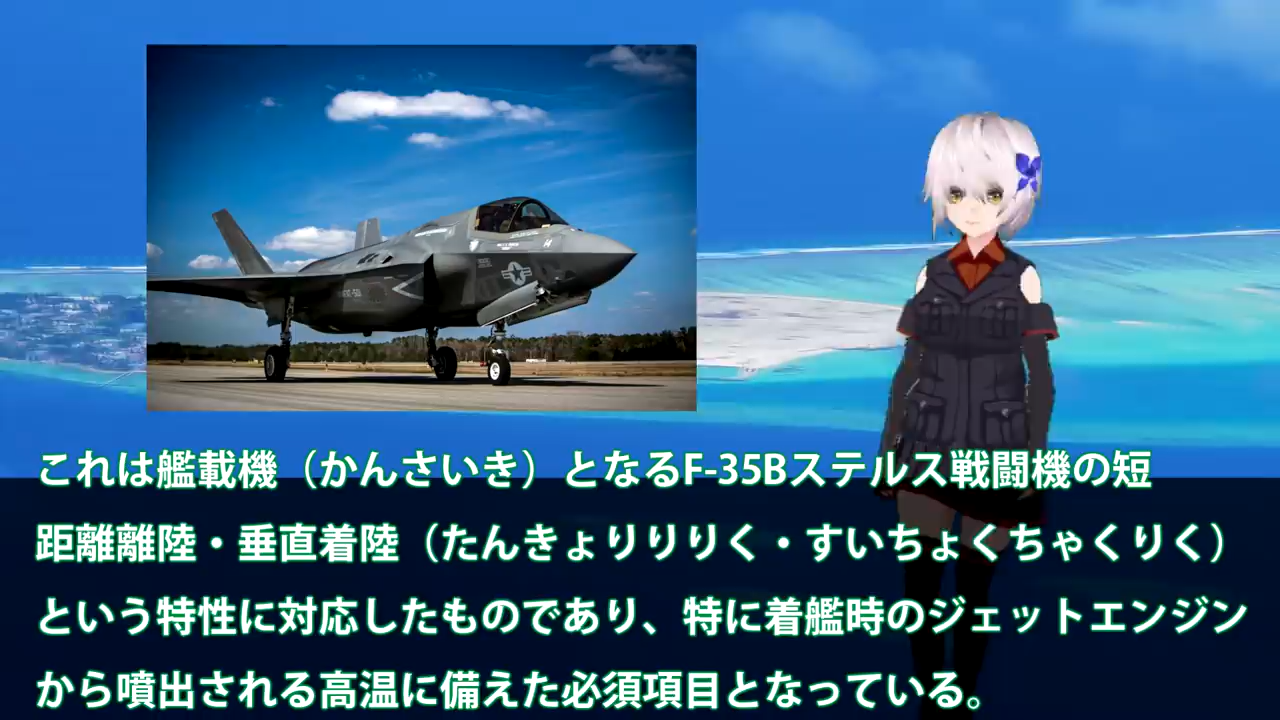 これは艦載機（かんさいき）となるF-35Bステルス戦闘機の短
距離離陸・垂直着陸（たんきょりりりく・すいちょくちゃくりく）
という特性に対応したものであり、特に着艦時のジェットエンジン
から噴出される高温に備えた必須項目となっている。